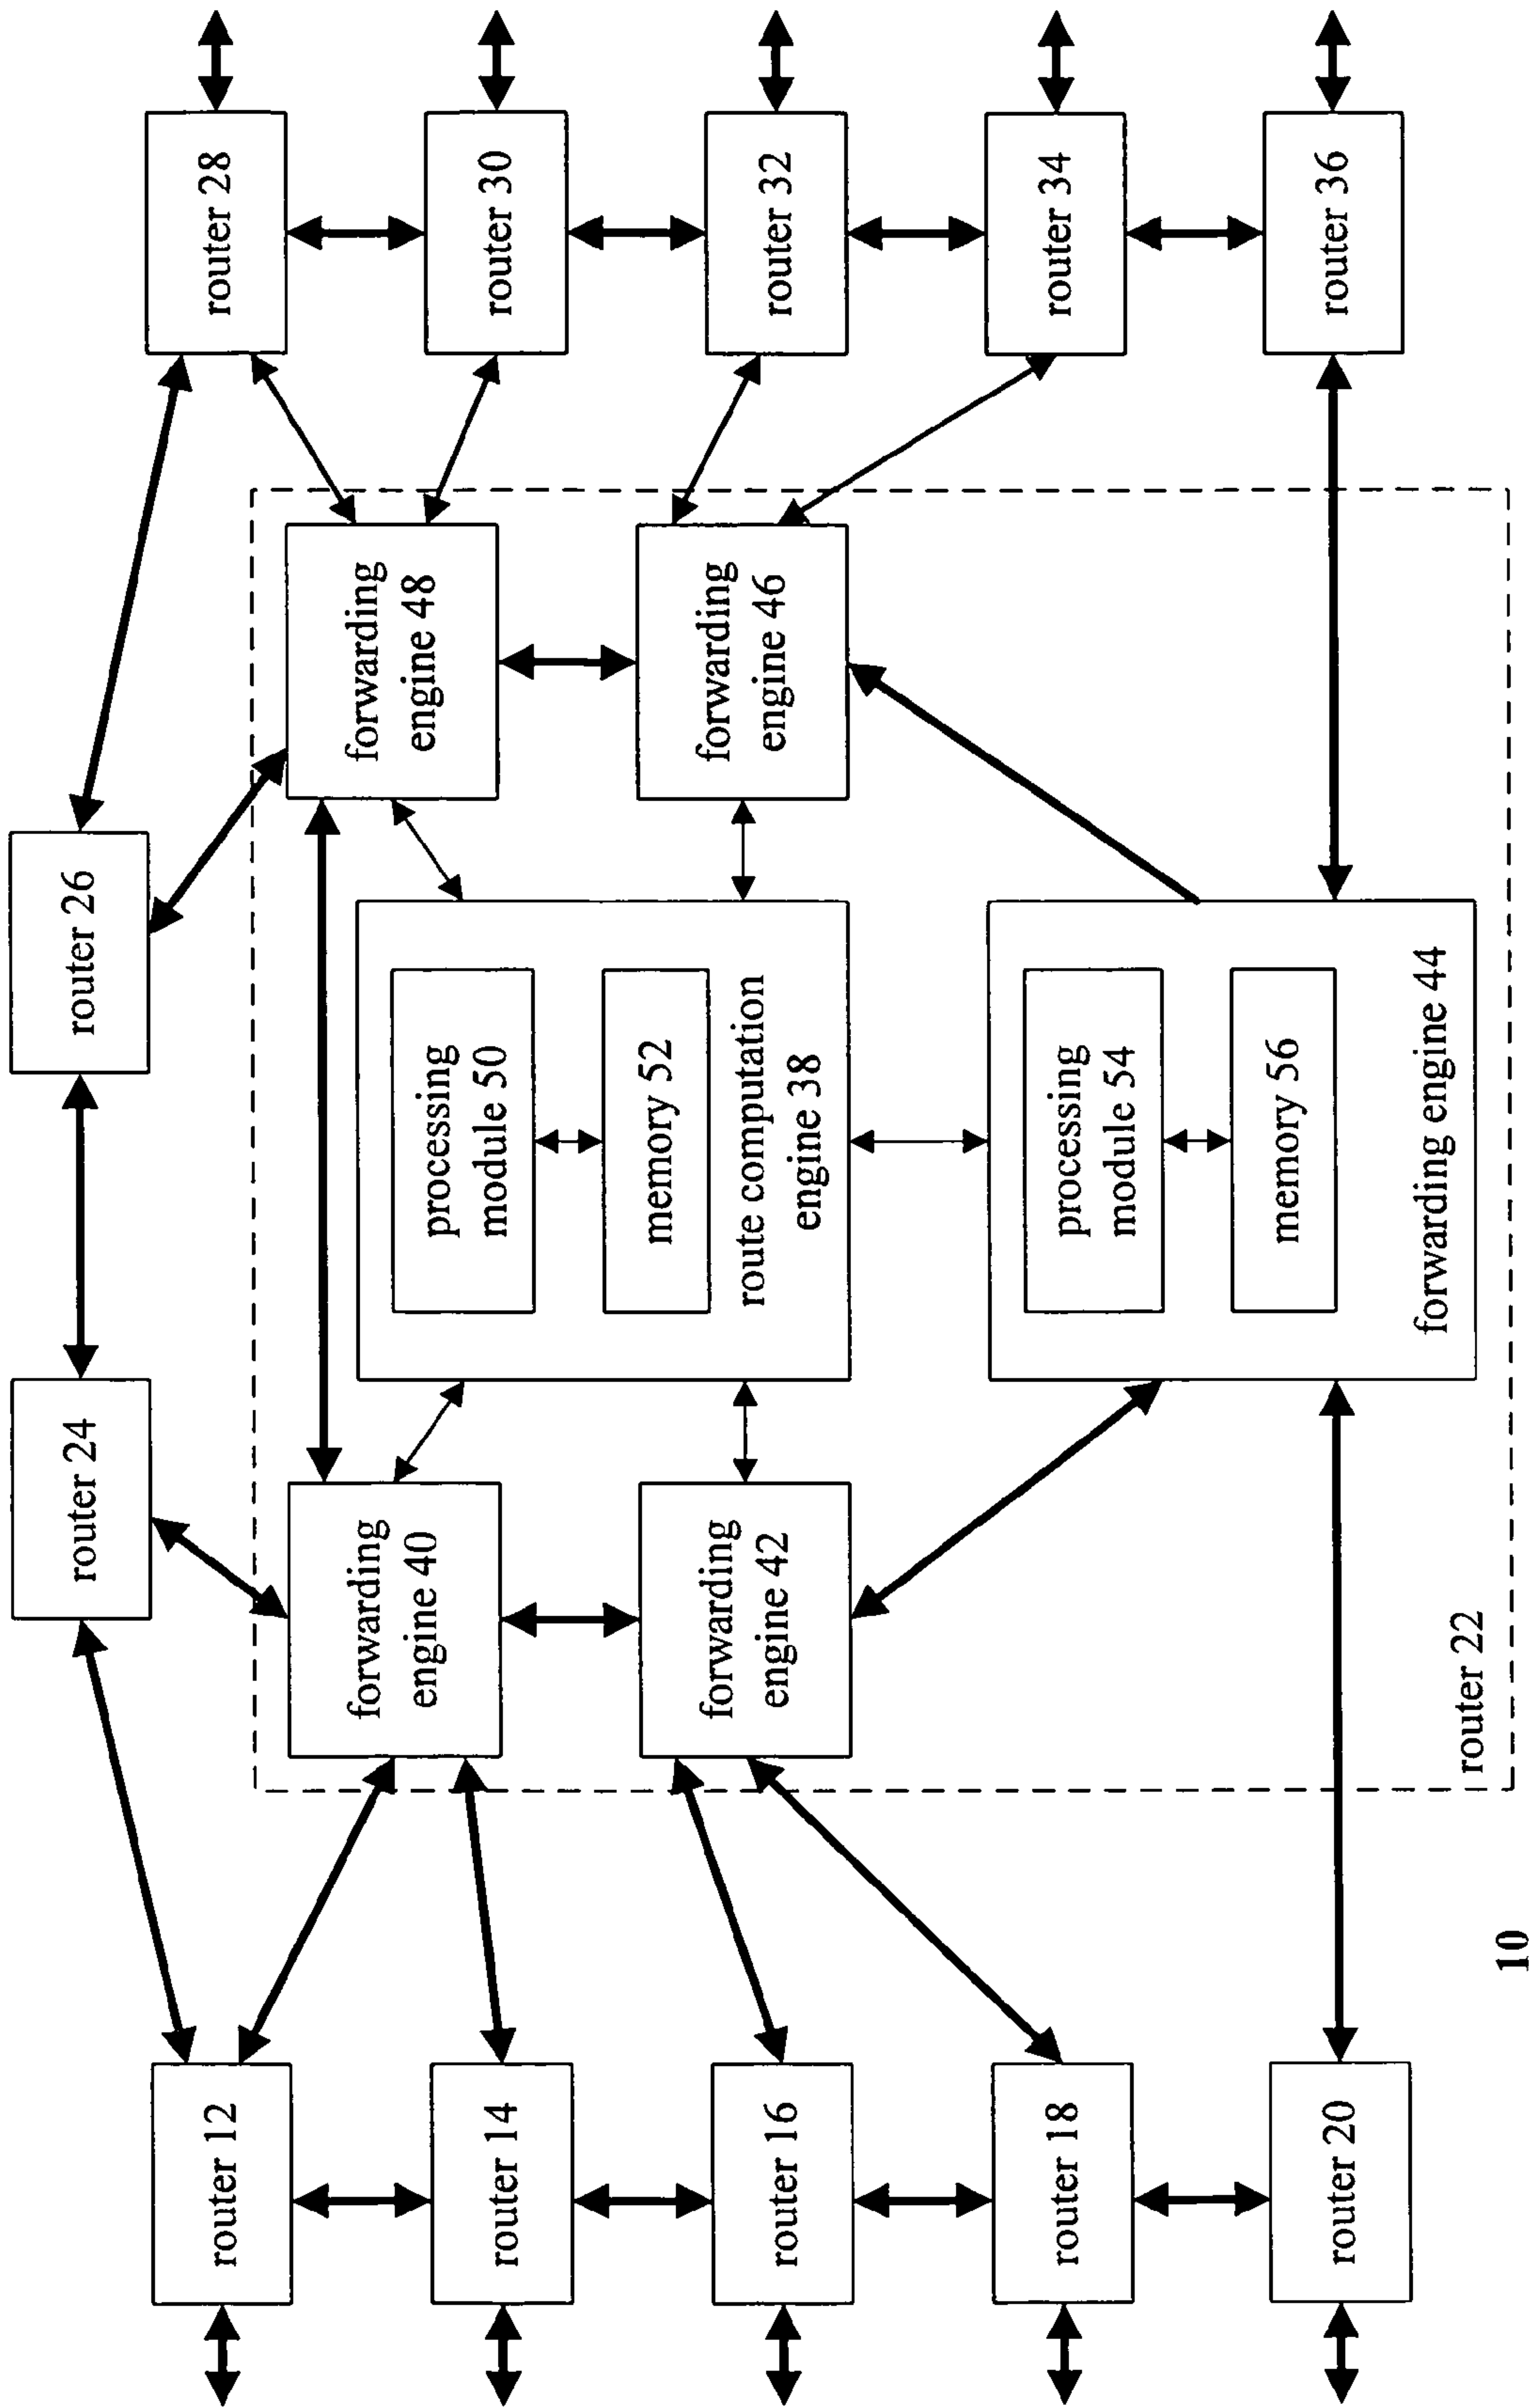 router 24
router 26
router 12
router 28
router 14
router 30
router 16
router 32
router 18
router 34
router 20
router 36
forwarding
engine 40
forwarding
engine 48
forwarding
engine 42
forwarding
engine 46
processing
module 50
memory 52
route computation
engine 38
processing
module 54
memory 56
forwarding engine 44
router 22
10